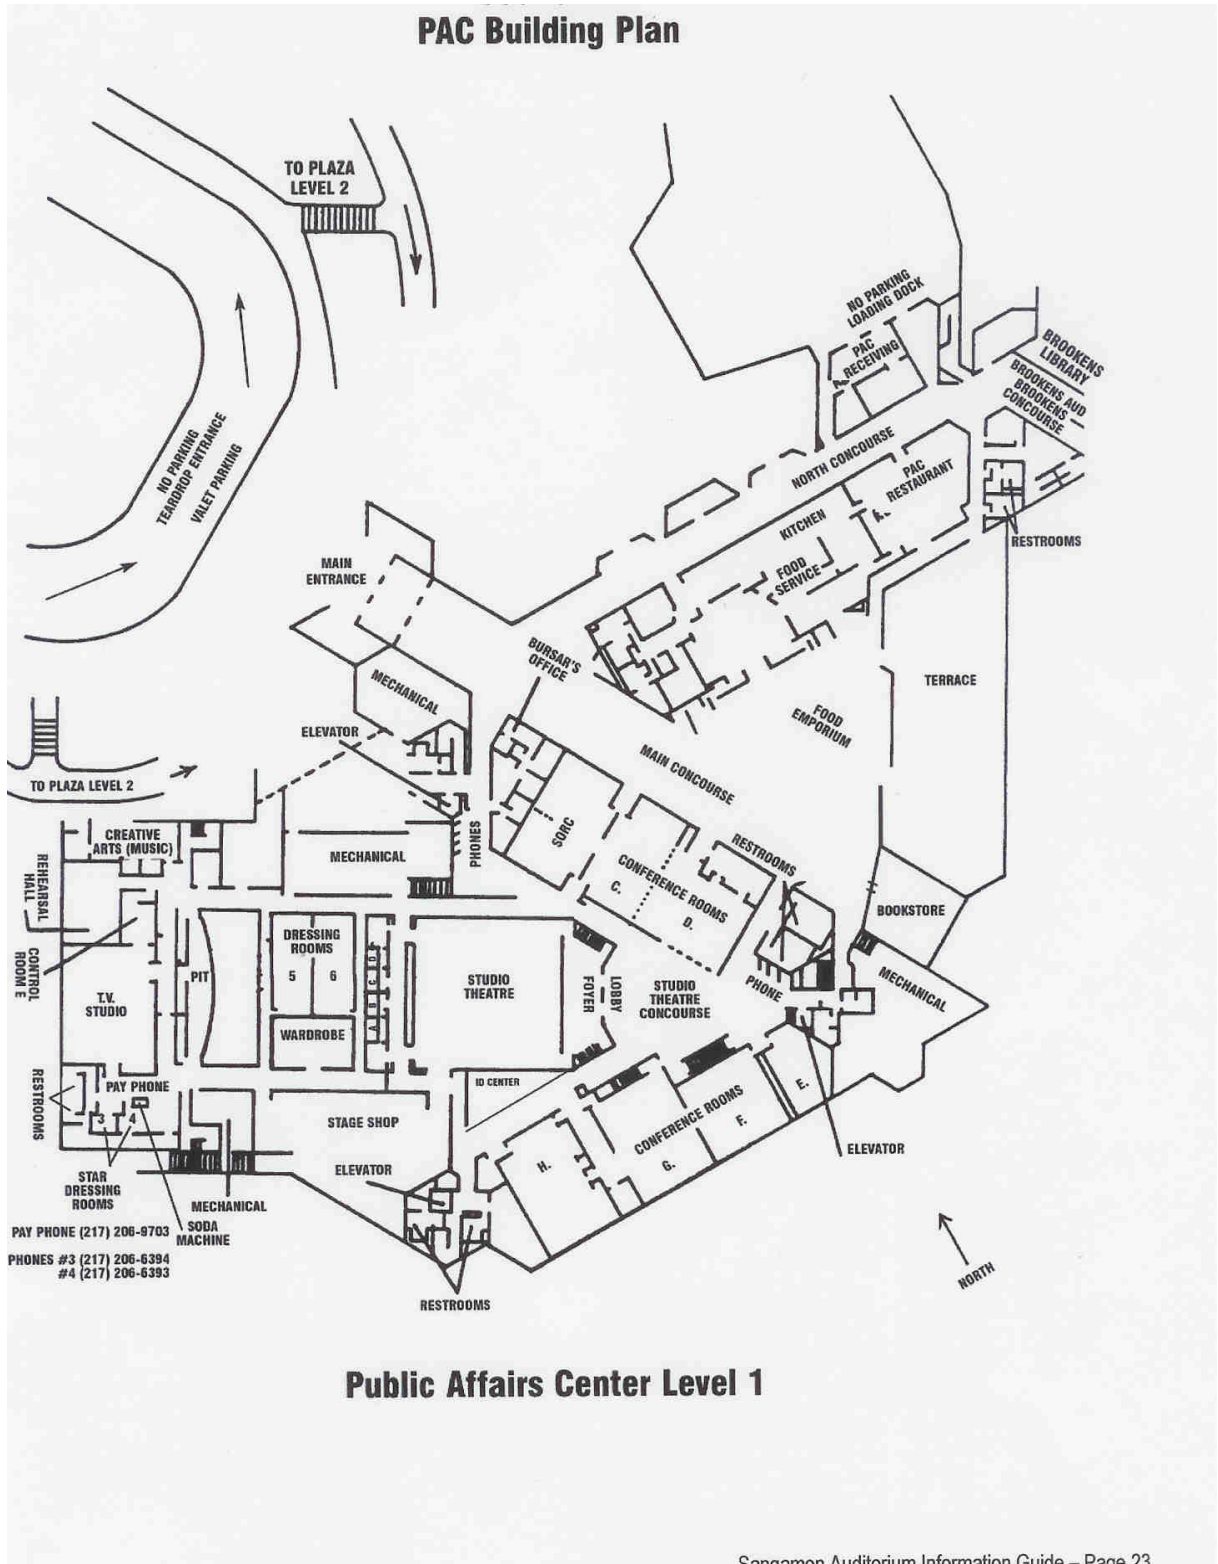 PAC Building Plan
TO PLAZA
LEVEL 2
NO PARKING
LOADING DOCK
PAC
RECEIVING
BROOKENS
LIBRARY
BROOKENS AUD
BROOKENS
CONCOURSE
NORTH CONCOURSE
PAC
RESTAURANT
KITCHEN
FOOD
SERVICE
RESTROOMS
NO PARKING
TEARDROP ENTRANCE
VALET PARKING
MAIN
ENTRANCE
BURSAR'S
OFFICE
TERRACE
FOOD
EMPORIUM
MECHANICAL
ELEVATOR
MAIN CONCOURSE
TO PLAZA LEVEL 2
CREATIVE
ARTS (MUSIC)
REHEARSAL
HALL
MECHANICAL
PHONES
SORC
RESTROOMS
CONFERENCE ROOMS
C.
D.
BOOKSTORE
CONTROL
ROOM E
PIT
DRESSING
ROOMS
5
6
D
C
B
A
STUDIO
THEATRE
FOYER
LOBBY
STUDIO
THEATRE
CONCOURSE
PHONE
MECHANICAL
T.V.
STUDIO
WARDROBE
RESTROOMS
PAY PHONE
3
4
ID CENTER
STAGE SHOP
CONFERENCE ROOMS
E.
F.
G.
H.
ELEVATOR
STAR
DRESSING
ROOMS
ELEVATOR
MECHANICAL
SODA
MACHINE
PAY PHONE (217) 206-9703
PHONES #3 (217) 206-6394
#4 (217) 206-6393
RESTROOMS
NORTH
Public Affairs Center Level 1
Sangamon Auditorium Information Guide – Page 23